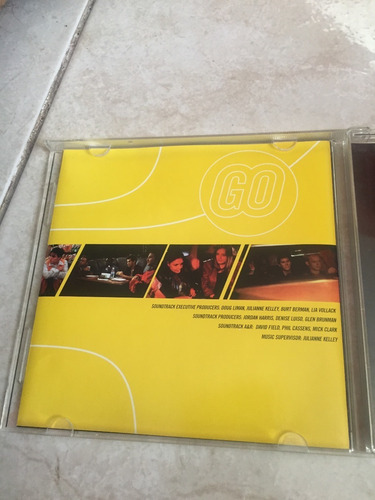 GO
SOUNDTRACK EXECUTIVE PRODUCERS: DOUG LIMAN, JULIANNE KELLEY, BURT BERMAN, LIA VOLLACK
SOUNDTRACK PRODUCERS: JORDAN HARRIS, DENISE LUISO, GLEN BRUNMAN
SOUNDTRACK A&R: DAVID FIELD, PHIL CASSENS, MICK CLARK
MUSIC SUPERVISOR: JULIANNE KELLEY